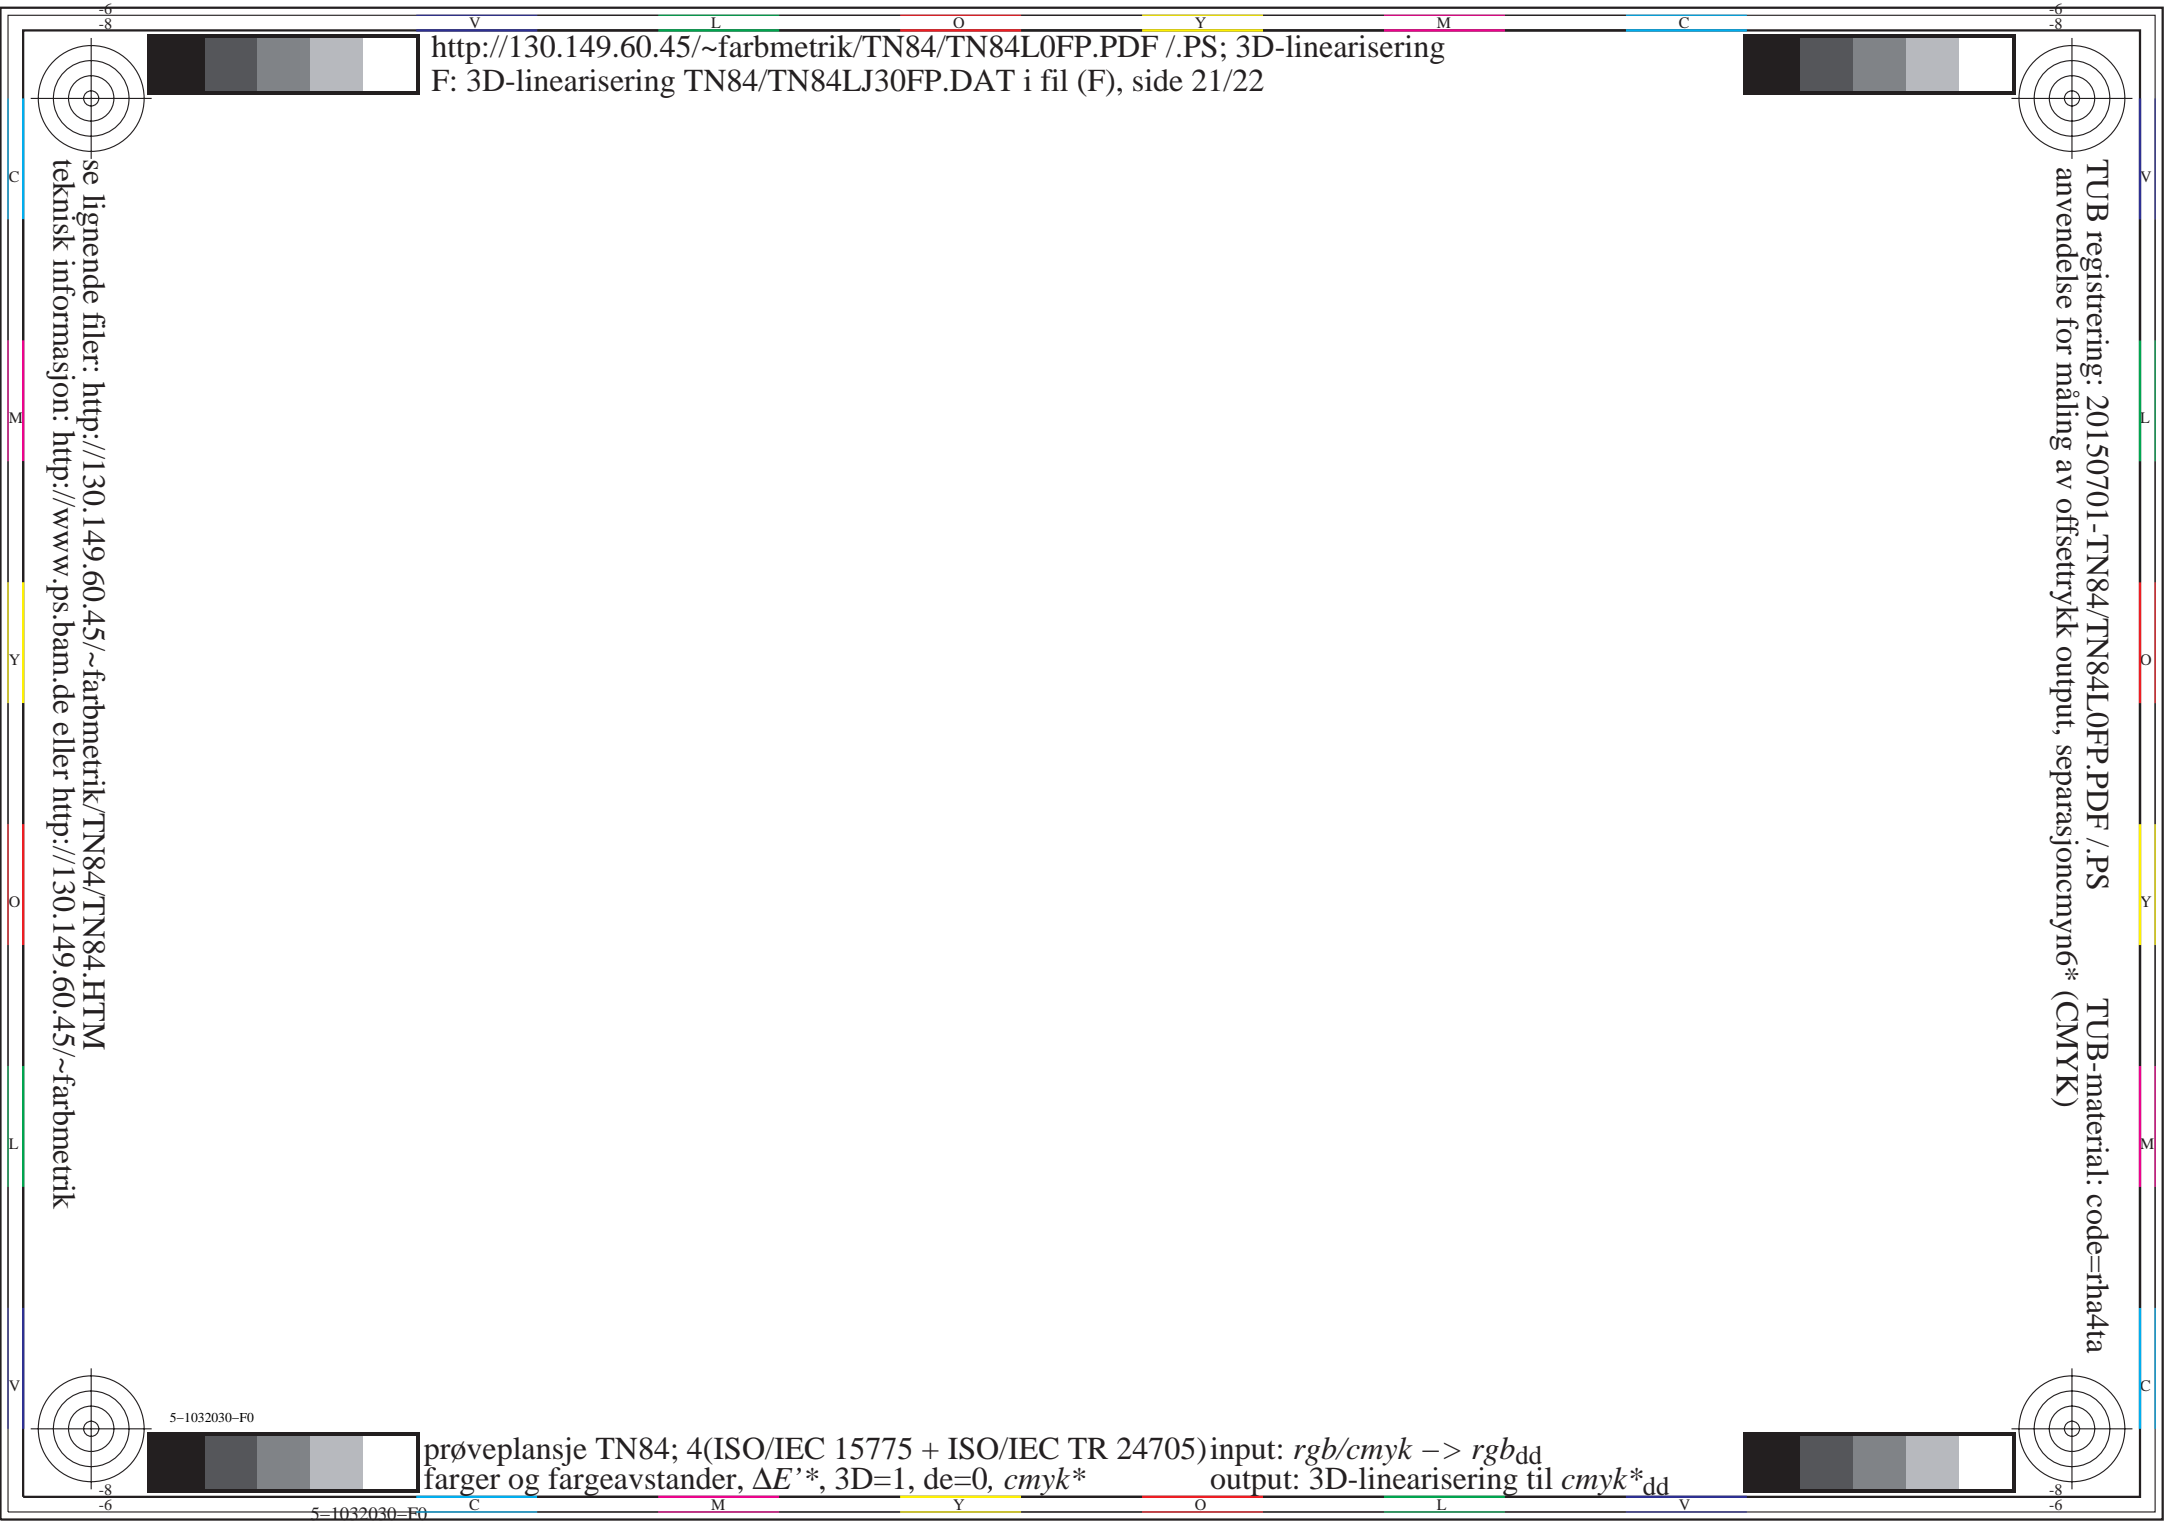 -6
-8
V L O Y M C
-6
-8
http://130.149.60.45/~farbmetrik/TN84/TN84L0FP.PDF /.PS; 3D-linearisering
F: 3D-linearisering TN84/TN84LJ30FP.DAT i fil (F), side 21/22
C
M
Y
O
L
V
se lignende filer: http://130.149.60.45/~farbmetrik/TN84/TN84.HTM
teknisk informasjon: http://www.ps.bam.de eller http://130.149.60.45/~farbmetrik
TUB registrering: 20150701-TN84/TN84L0FP.PDF /.PS TUB-material: code=rha4ta
anvendelse for måling av offsettrykk output, separasjoncmyn6* (CMYK)
V
L
O
Y
M
C
5-1032030-F0
prøveplansje TN84; 4(ISO/IEC 15775 + ISO/IEC TR 24705) input: rgb/cmyk -> rgbdd
farger og fargeavstander, ΔE'*, 3D=1, de=0, cmyk* output: 3D-linearisering til cmyk*dd
-8
-6
5-1032030-F0
C M Y O L V
-8
-6